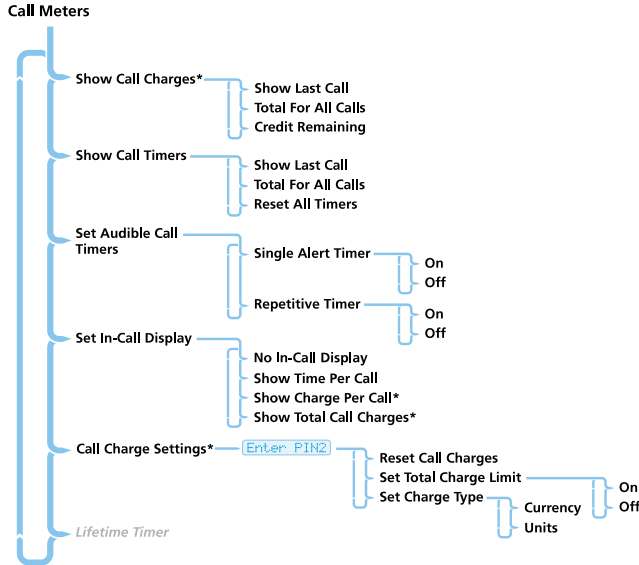 Call Meters
Show Call Charges*
Show Last Call
Total For All Calls
Credit Remaining
Show Call Timers
Show Last Call
Total For All Calls
Reset All Timers
Set Audible Call
Timers
Single Alert Timer
On
Off
Repetitive Timer
On
Off
Set In-Call Display
No In-Call Display
Show Time Per Call
Show Charge Per Call*
Show Total Call Charges*
Call Charge Settings*
Enter PIN2
Reset Call Charges
Set Total Charge Limit
On
Off
Set Charge Type
Currency
Units
Lifetime Timer